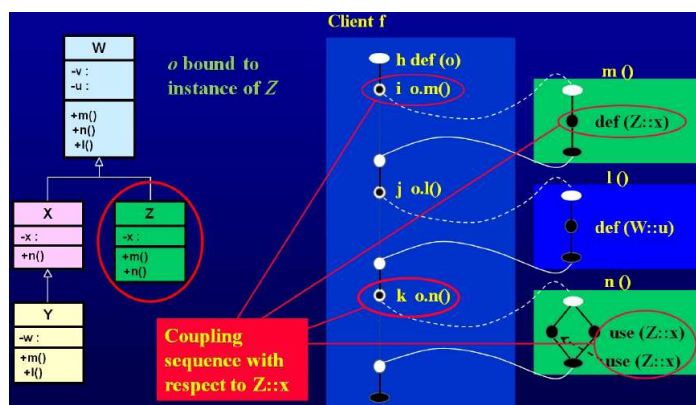 Client f
W
-v :
-u :
+m()
+n()
+l()
o bound to
instance of Z
h def (o)
i o.m()
m ()
def (Z::x)
j o.l()
l ()
def (W::u)
X
-x :
+n()
Z
-x :
+m()
+n()
k o.n()
n ()
use (Z::x)
use (Z::x)
Y
-w :
+m()
+l()
Coupling
sequence with
respect to Z::x